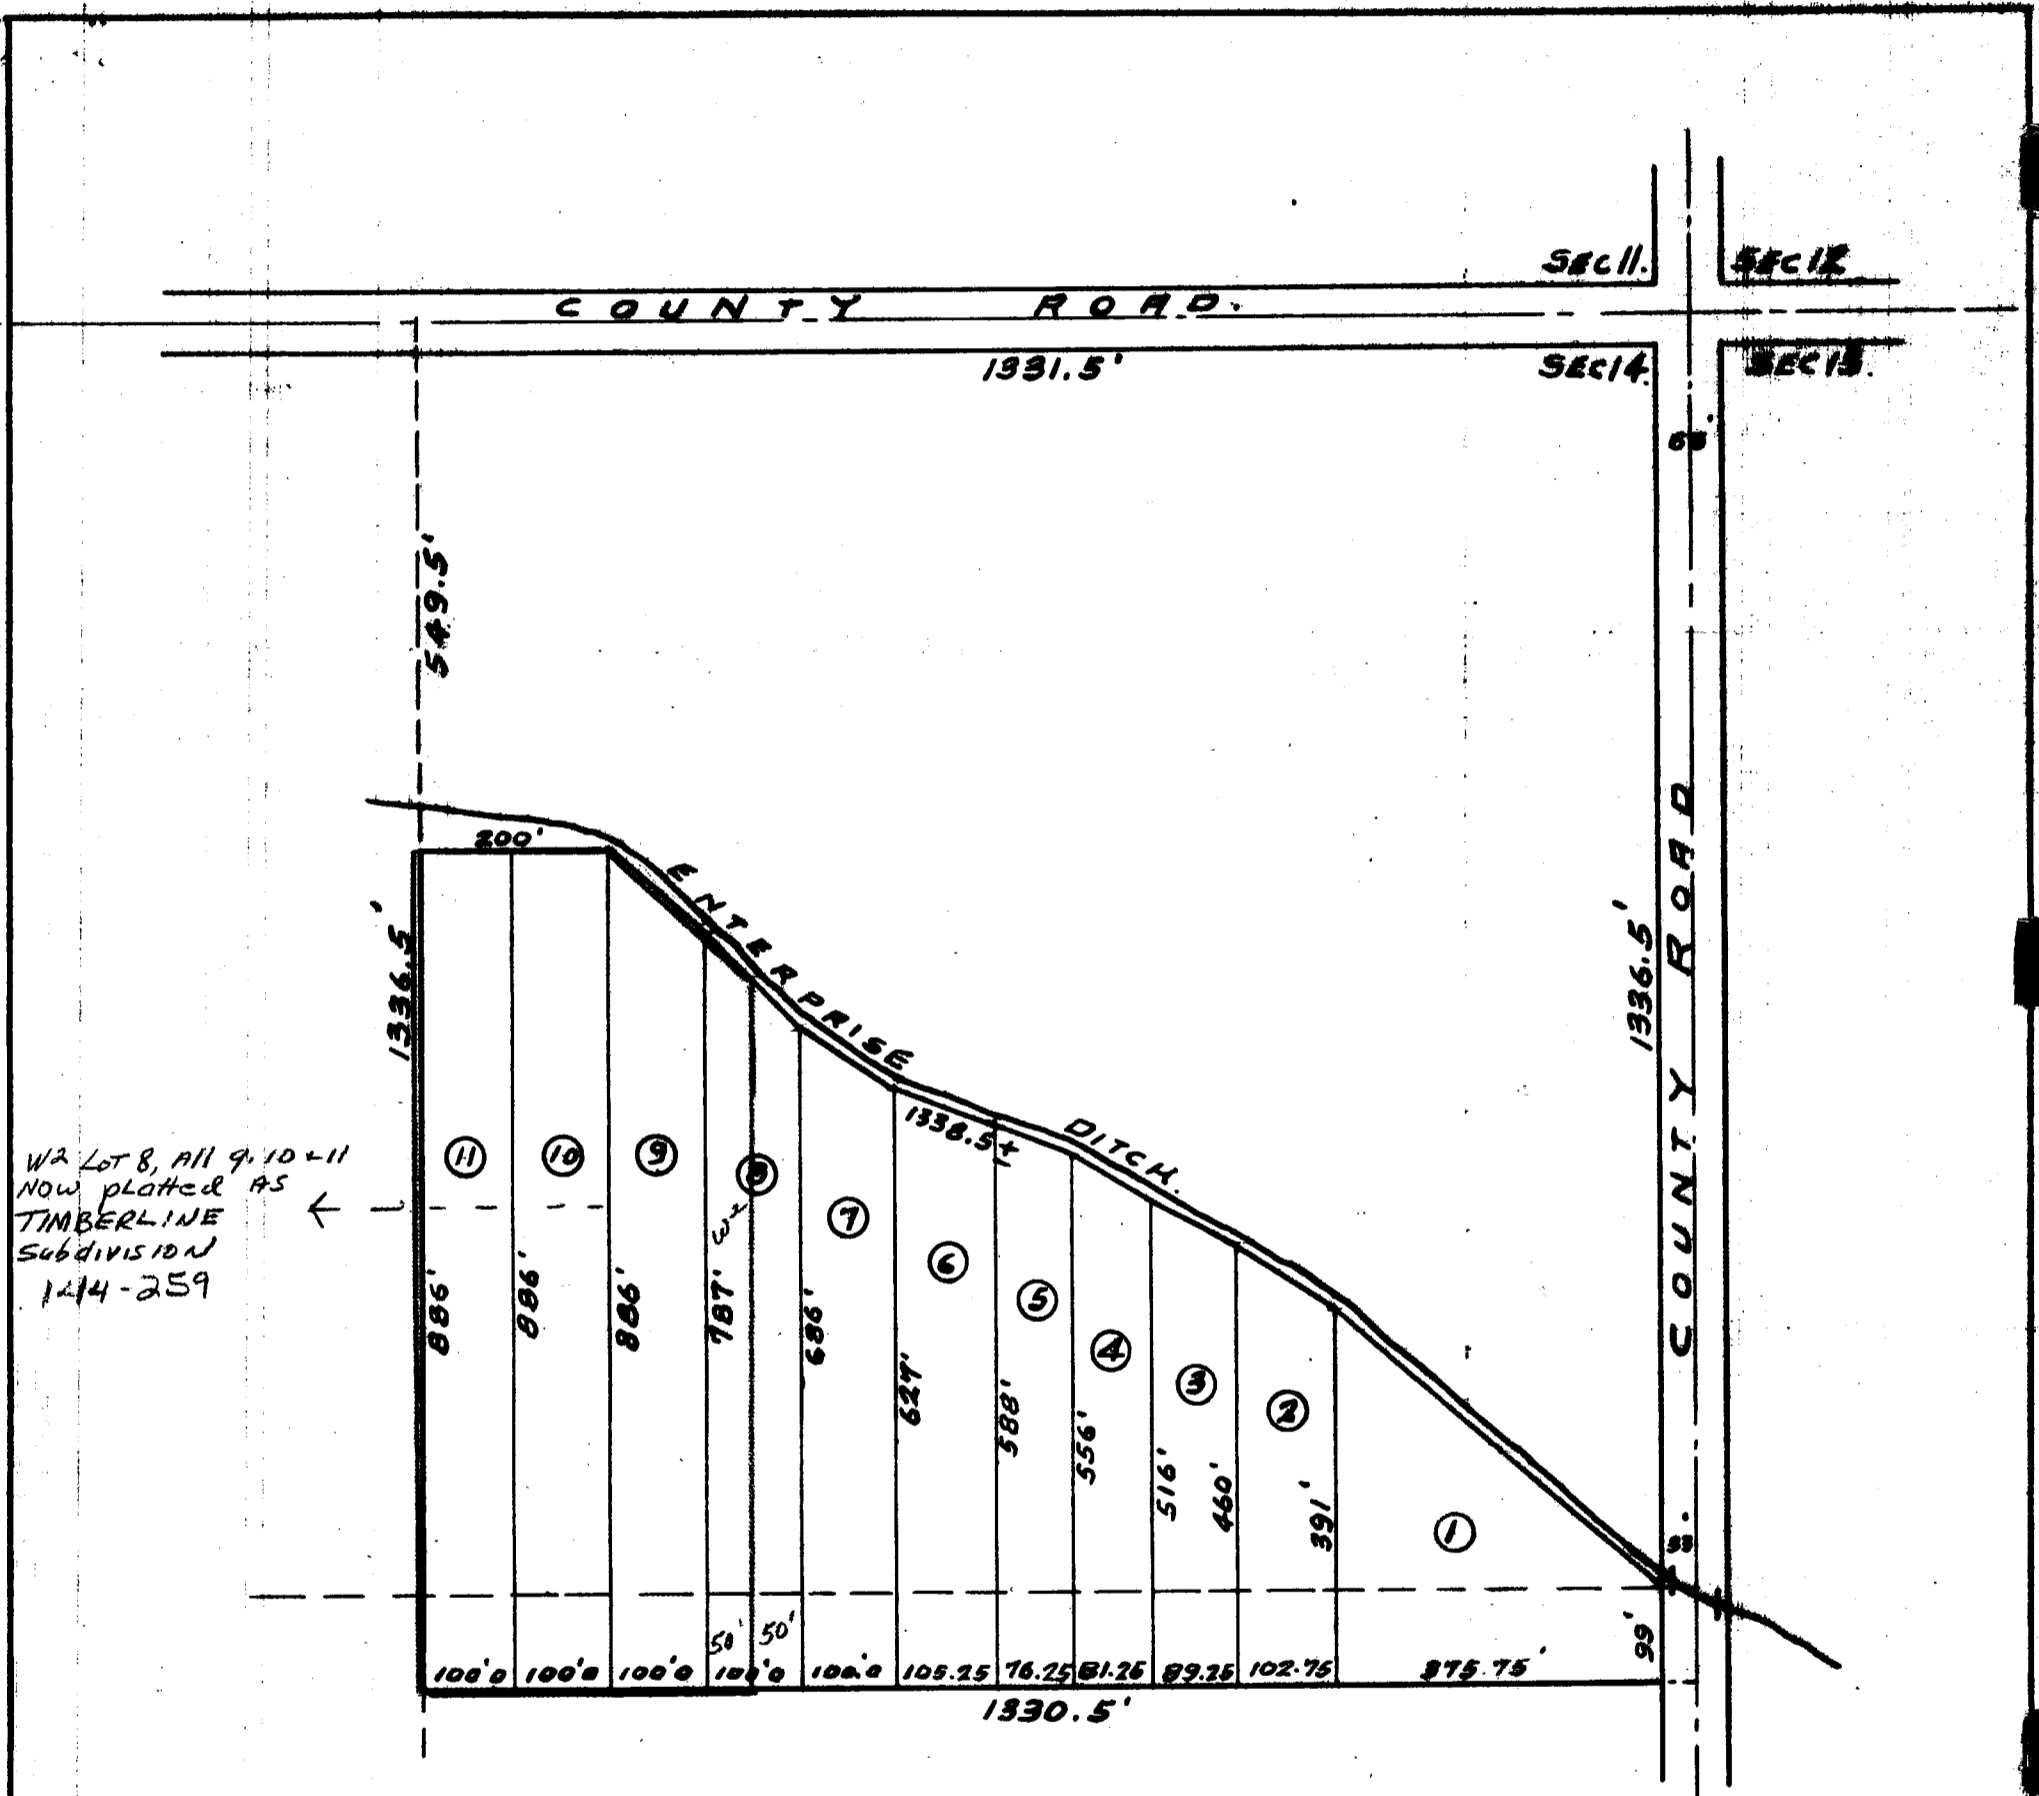 SEC 11.
SEC 12
COUNTY ROAD.
1331.5'
SEC 14.
SEC 13.
66'
549.5'
200'
ENTERPRISE DITCH.
1338.5±
1336.5'
1336.5'
COUNTY ROAD
W2 LOT 8, All 9, 10 + 11
NOW platted AS
TIMBERLINE
Subdivision
1414-259
11
10
9
8
7
6
5
4
3
2
1
W2
886'
886'
886'
787'
686'
627'
588'
556'
516'
460'
391'
33'
99'
50' 50'
100'0 100'0 100'0 100'0 100'0 105.25 76.25 81.25 89.25 102.75 375.75'
1330.5'